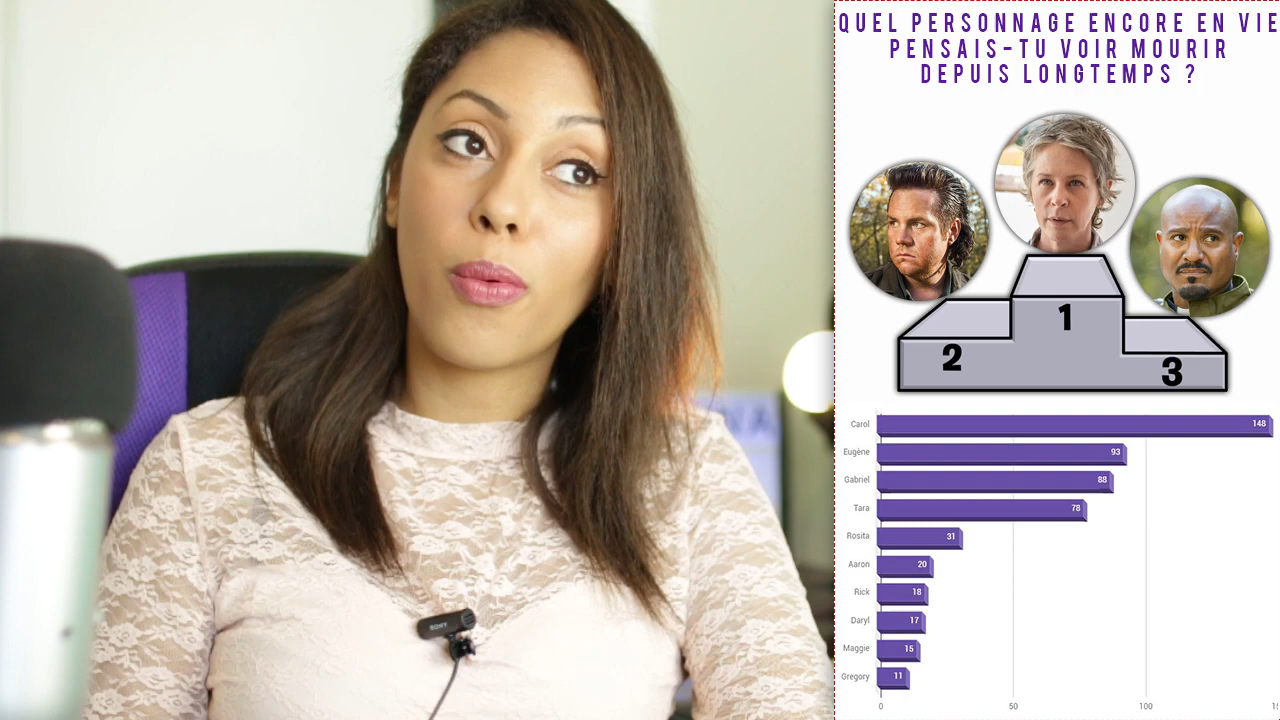 QUEL PERSONNAGE ENCORE EN VIE
PENSAIS-TU VOIR MOURIR
DEPUIS LONGTEMPS ?
1
2
3
Carol 148
Eugène 93
Gabriel 88
Tara 78
Rosita 31
Aaron 20
Rick 18
Daryl 17
Maggie 15
Gregory 11
0 50 100
SONY